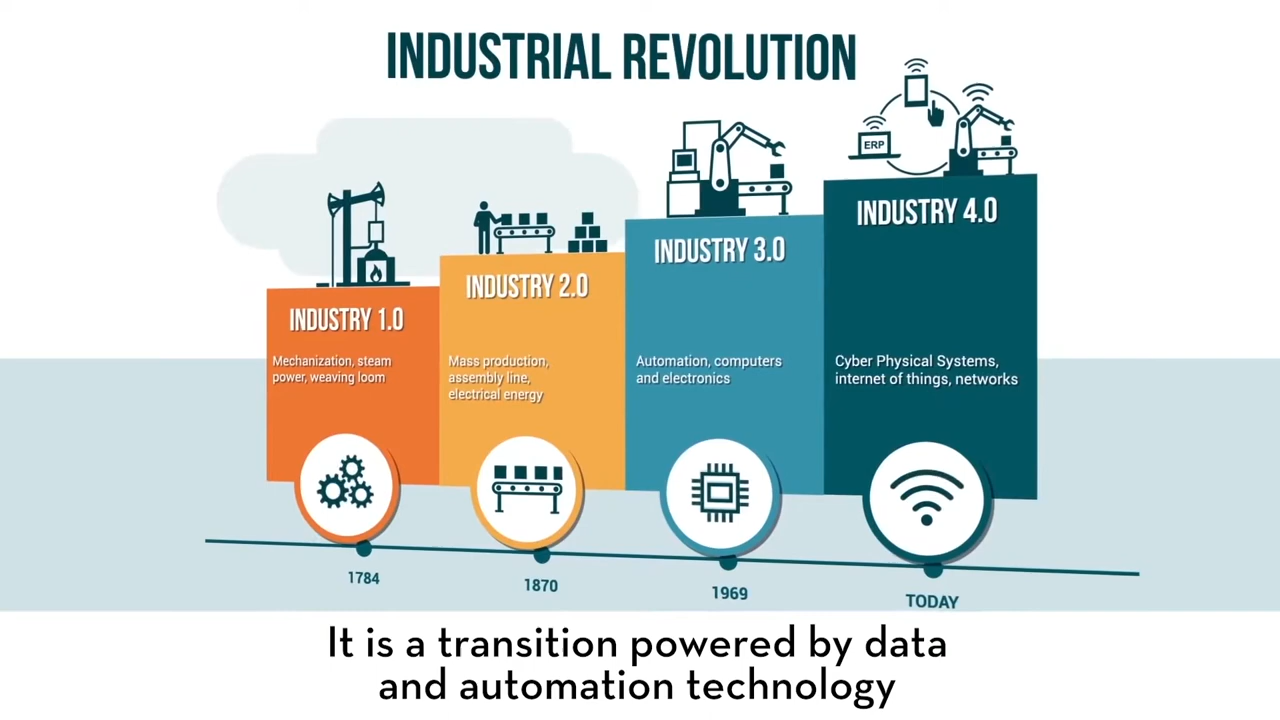 INDUSTRIAL REVOLUTION
ERP
INDUSTRY 1.0
Mechanization, steam
power, weaving loom
INDUSTRY 2.0
Mass production,
assembly line,
electrical energy
INDUSTRY 3.0
Automation, computers
and electronics
INDUSTRY 4.0
Cyber Physical Systems,
internet of things, networks
1784
1870
1969
TODAY
It is a transition powered by data
and automation technology